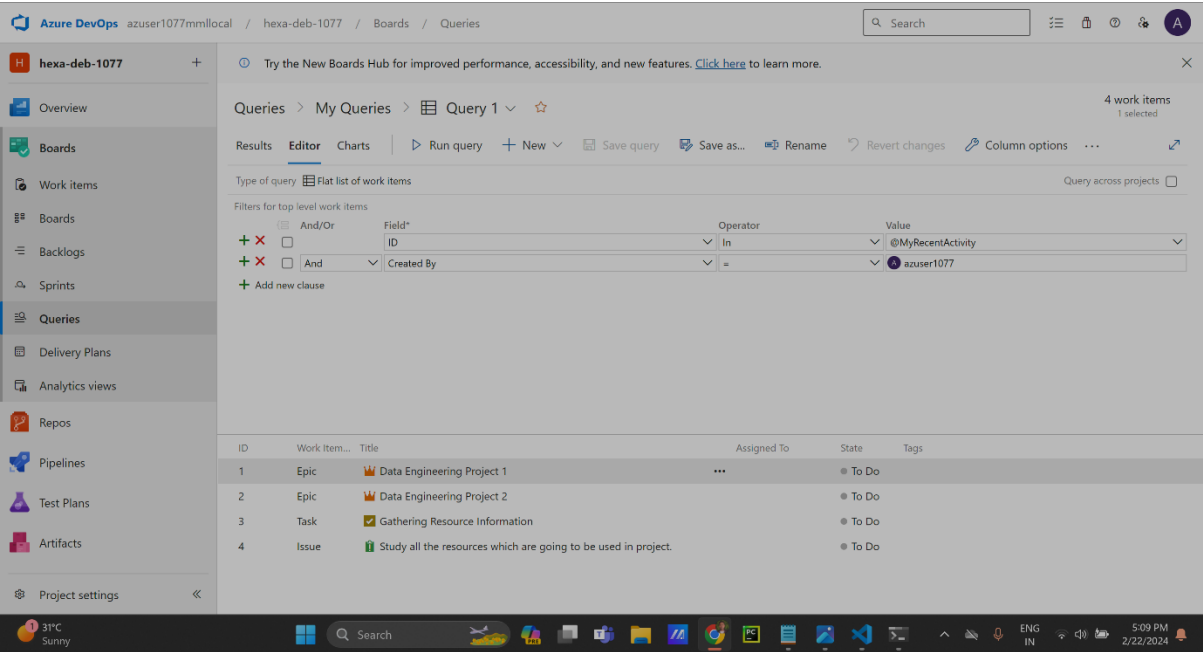 Azure DevOps azuser1077mmllocal / hexa-deb-1077 / Boards / Queries Search A
H hexa-deb-1077 +
Try the New Boards Hub for improved performance, accessibility, and new features. Click here to learn more.
Overview
Boards
Work items
Boards
Backlogs
Sprints
Queries
Delivery Plans
Analytics views
Repos
Pipelines
Test Plans
Artifacts
Project settings
Queries > My Queries > Query 1
4 work items
1 selected
Results Editor Charts Run query + New Save query Save as... Rename Revert changes Column options ...
Type of query Flat list of work items Query across projects
Filters for top level work items
And/Or Field* Operator Value
ID In @MyRecentActivity
And Created By = A azuser1077
+ Add new clause
ID Work Item... Title Assigned To State Tags
1 Epic Data Engineering Project 1 ... To Do
2 Epic Data Engineering Project 2 To Do
3 Task Gathering Resource Information To Do
4 Issue Study all the resources which are going to be used in project. To Do
1 31°C
Sunny
Search
PRE
PC
ENG
IN
5:09 PM
2/22/2024